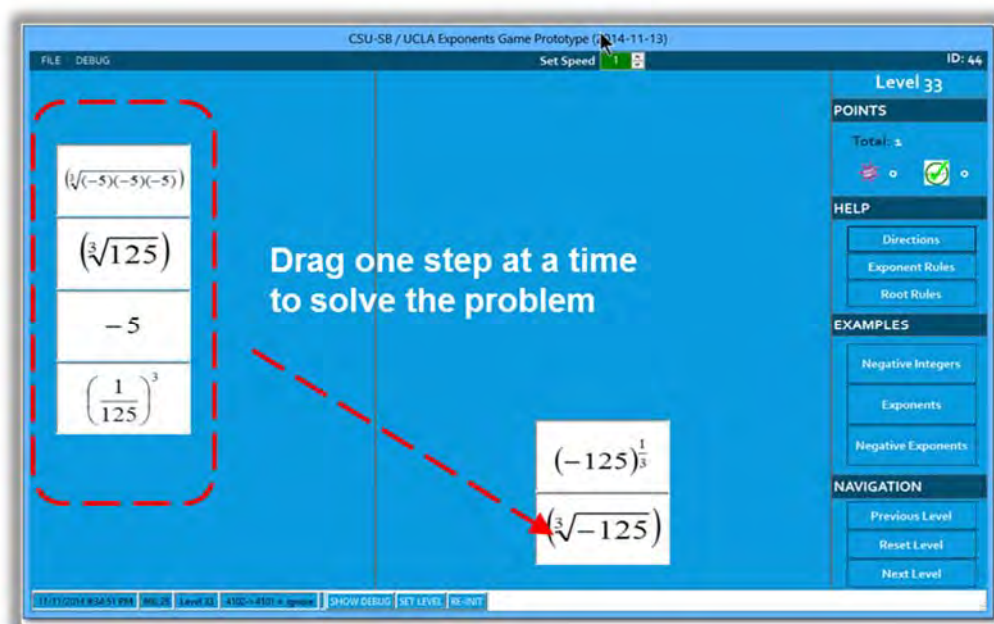 CSU-SB / UCLA Exponents Game Prototype (2014-11-13)
FILE DEBUG
Set Speed 1
ID: 44
Level 33
POINTS
Total: 1
0 0
HELP
Directions
Exponent Rules
Root Rules
EXAMPLES
Negative Integers
Exponents
Negative Exponents
NAVIGATION
Previous Level
Reset Level
Next Level
(∛(-5)(-5)(-5))
(∛125)
-5
(1/125)³
Drag one step at a time
to solve the problem
(-125)^(1/3)
(∛-125)
Level 33
SHOW DEBUG SET LEVEL RE-INIT